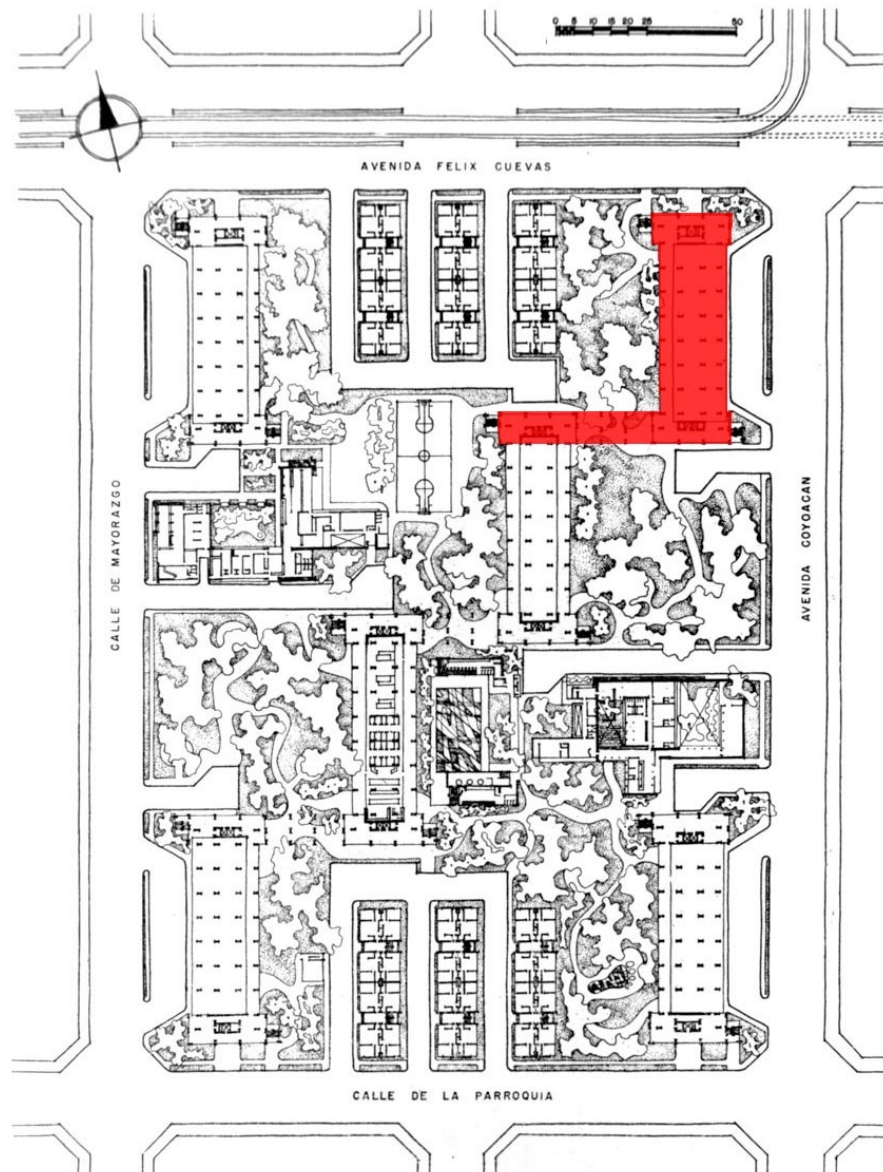 0 5 10 15 20 25 50
AVENIDA FELIX CUEVAS
CALLE DE MAYORAZGO
AVENIDA COYOACAN
CALLE DE LA PARROQUIA